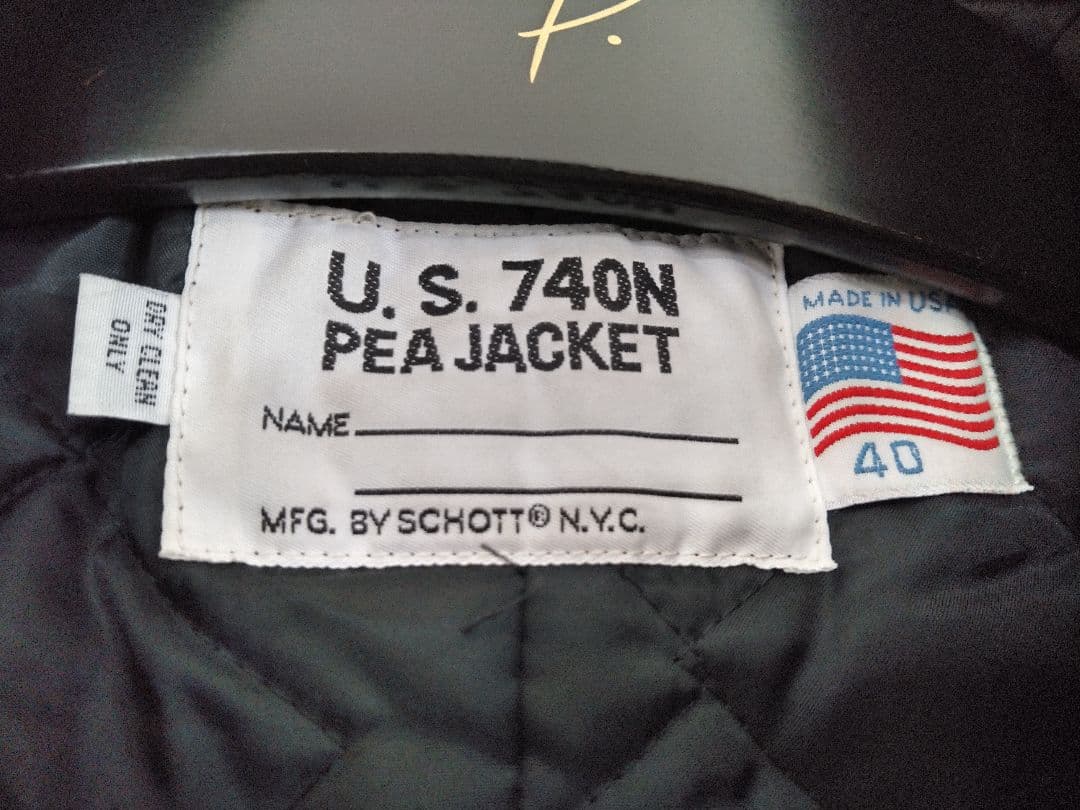 P.
U. S. 740N
PEA JACKET
NAME
MFG. BY SCHOTT® N.Y.C.
DRY CLEAN
ONLY
MADE IN USA
40